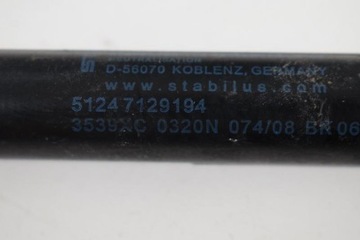 D-56070 KOBLENZ, GERMANY
www.stabilus.com
51247129194
3539XC 0320N 074/08 BR 06